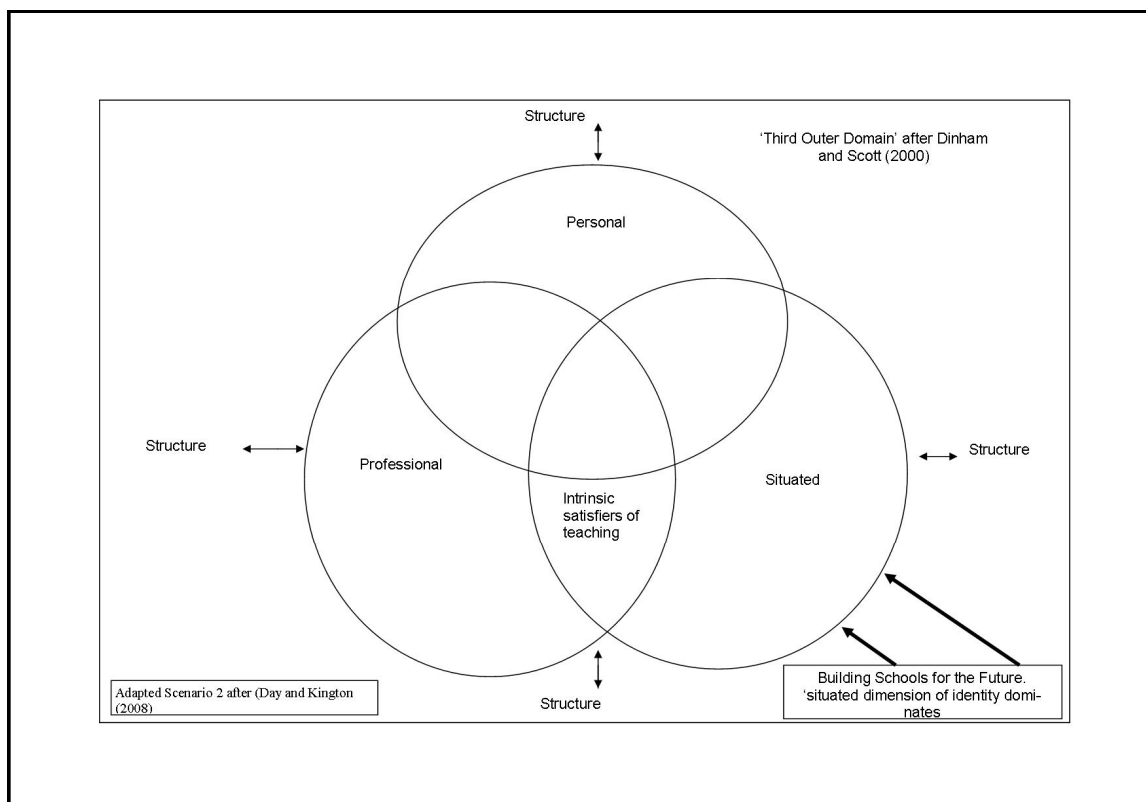 Structure
'Third Outer Domain' after Dinham
and Scott (2000)
Personal
Structure
Professional
Situated
Structure
Intrinsic
satisfiers of
teaching
Structure
Building Schools for the Future.
'situated dimension of identity domi-
nates
Adapted Scenario 2 after (Day and Kington
(2008)